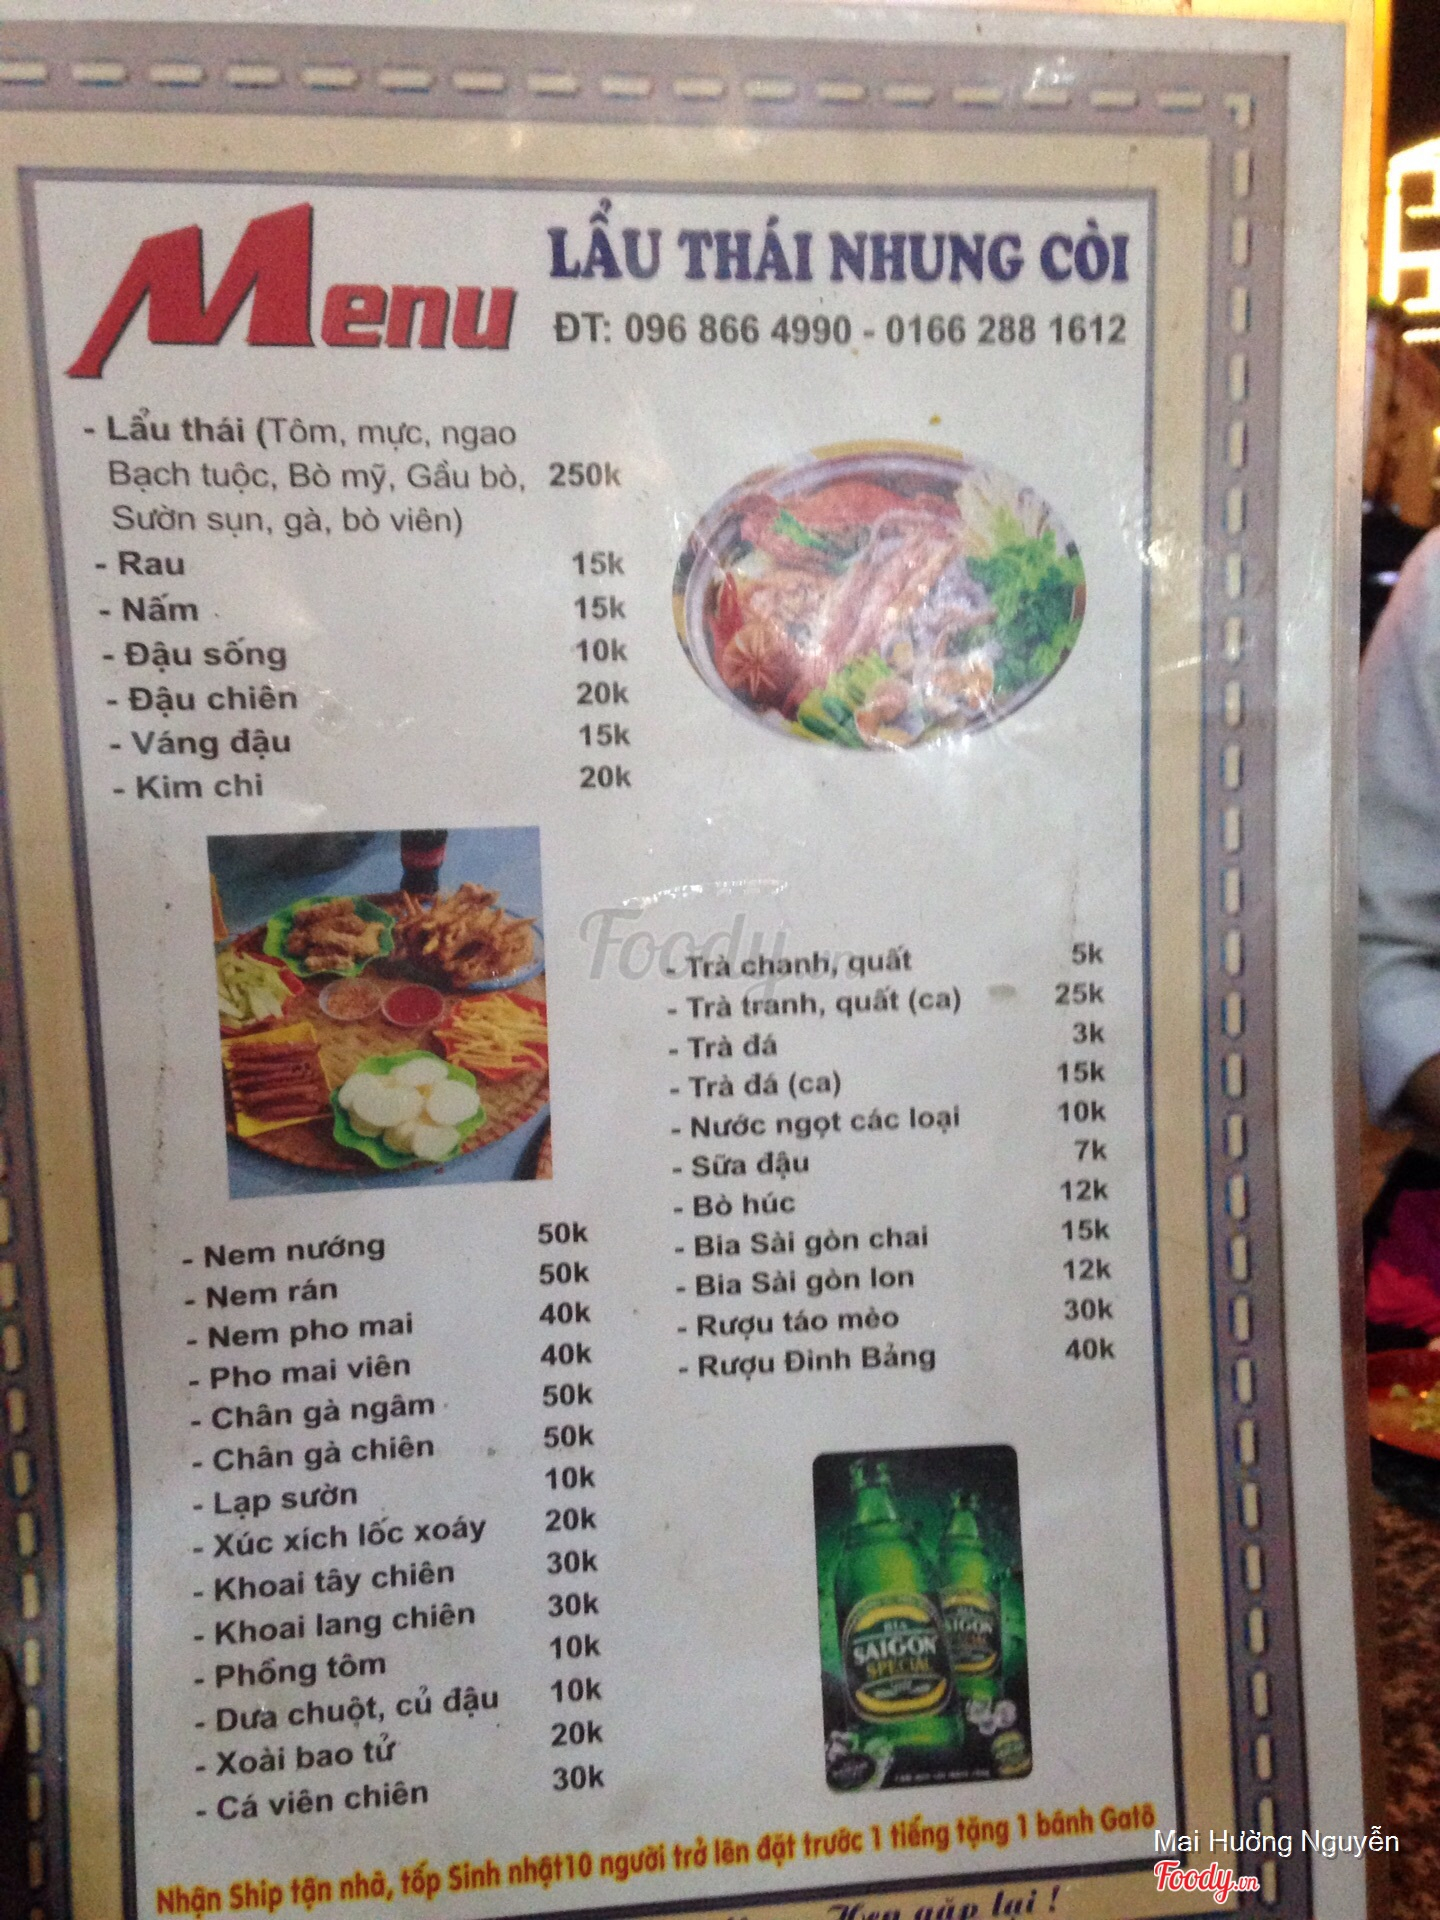 Menu
LẨU THÁI NHUNG CÒI
ĐT: 096 866 4990 - 0166 288 1612
- Lẩu thái (Tôm, mực, ngao
Bạch tuộc, Bò mỹ, Gầu bò, 250k
Sườn sụn, gà, bò viên)
- Rau 15k
- Nấm 15k
- Đậu sống 10k
- Đậu chiên 20k
- Váng đậu 15k
- Kim chi 20k
Foody.vn
- Nem nướng 50k
- Nem rán 50k
- Nem pho mai 40k
- Pho mai viên 40k
- Chân gà ngâm 50k
- Chân gà chiên 50k
- Lạp sườn 10k
- Xúc xích lốc xoáy 20k
- Khoai tây chiên 30k
- Khoai lang chiên 30k
- Phồng tôm 10k
- Dưa chuột, củ đậu 10k
- Xoài bao tử 20k
- Cá viên chiên 30k
- Trà chanh, quất 5k
- Trà tranh, quất (ca) 25k
- Trà đá 3k
- Trà đá (ca) 15k
- Nước ngọt các loại 10k
- Sữa đậu 7k
- Bò húc 12k
- Bia Sài gòn chai 15k
- Bia Sài gòn lon 12k
- Rượu táo mèo 30k
- Rượu Đình Bảng 40k
BIA
SAIGON
SPECIAL
SAIGON
Nhận Ship tận nhà, tốp Sinh nhật10 người trở lên đặt trước 1 tiếng tặng 1 bánh Gatô
Hẹn gặp lại !
Mai Hường Nguyễn
Foody.vn